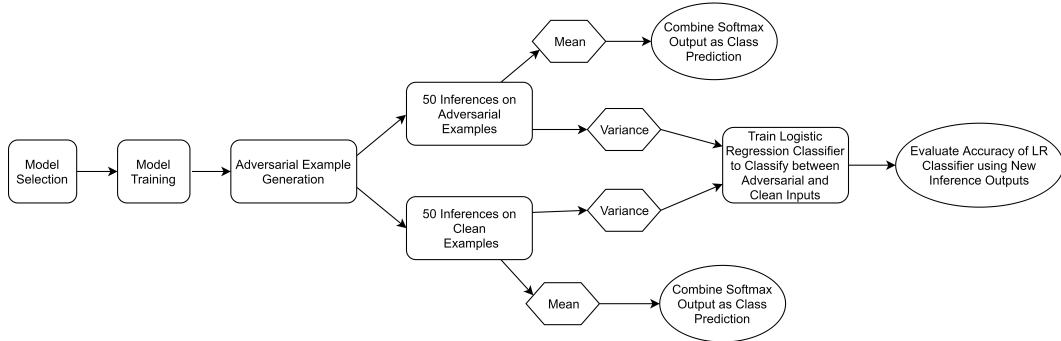 Model
Selection
Model
Training
Adversarial Example
Generation
50 Inferences on
Adversarial
Examples
Mean
Combine Softmax
Output as Class
Prediction
Variance
50 Inferences on
Clean
Examples
Variance
Mean
Combine Softmax
Output as Class
Prediction
Train Logistic
Regression Classifier
to Classify between
Adversarial and
Clean Inputs
Evaluate Accuracy of LR
Classifier using New
Inference Outputs